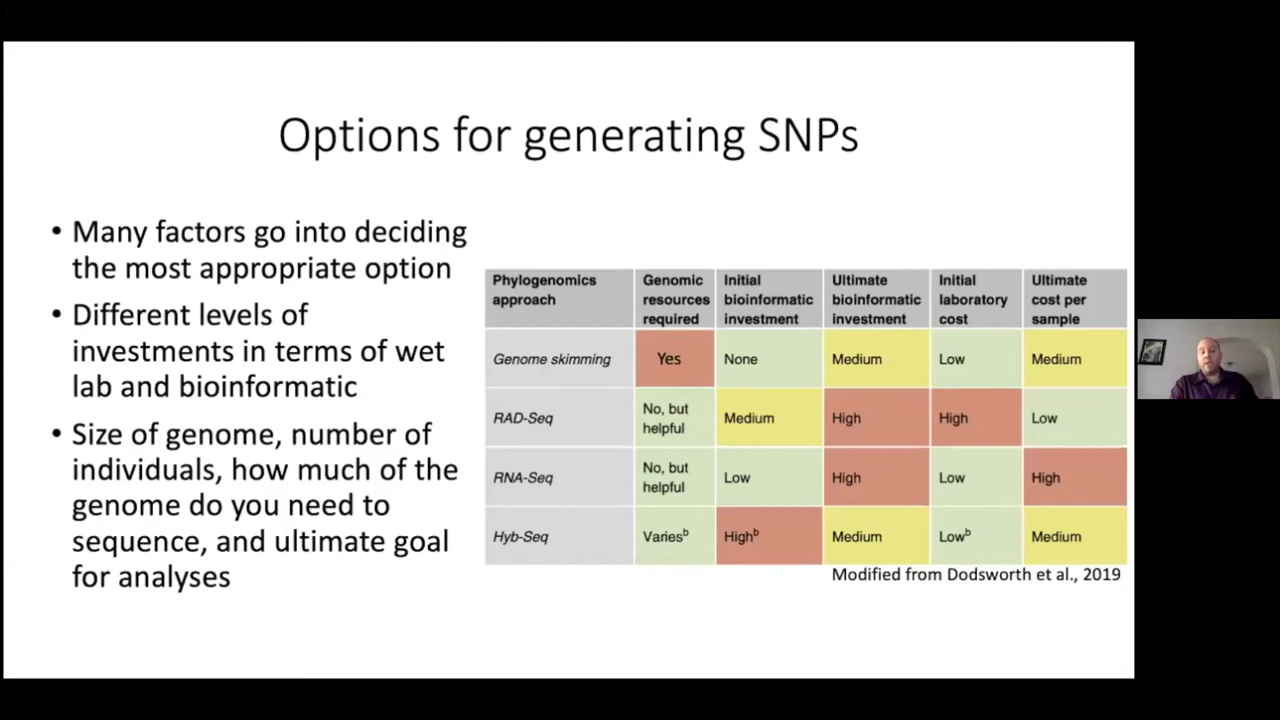 Options for generating SNPs
• Many factors go into deciding
the most appropriate option
• Different levels of
investments in terms of wet
lab and bioinformatic
• Size of genome, number of
individuals, how much of the
genome do you need to
sequence, and ultimate goal
for analyses
Phylogenomics approach | Genomic resources required | Initial bioinformatic investment | Ultimate bioinformatic investment | Initial laboratory cost | Ultimate cost per sample
Genome skimming | Yes | None | Medium | Low | Medium
RAD-Seq | No, but helpful | Medium | High | High | Low
RNA-Seq | No, but helpful | Low | High | Low | High
Hyb-Seq | Variesᵇ | Highᵇ | Medium | Lowᵇ | Medium
Modified from Dodsworth et al., 2019